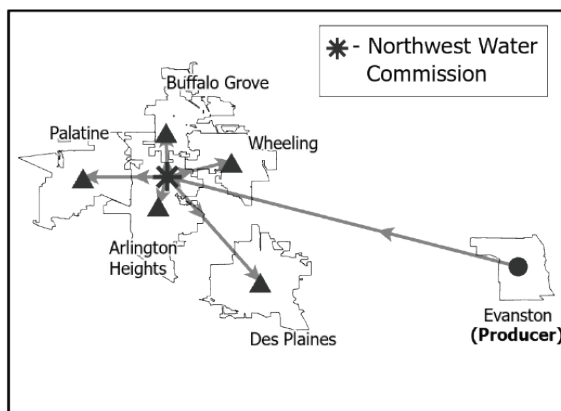 ✳ - Northwest Water
Commission
Buffalo Grove
Palatine
Wheeling
Arlington
Heights
Des Plaines
Evanston
(Producer)